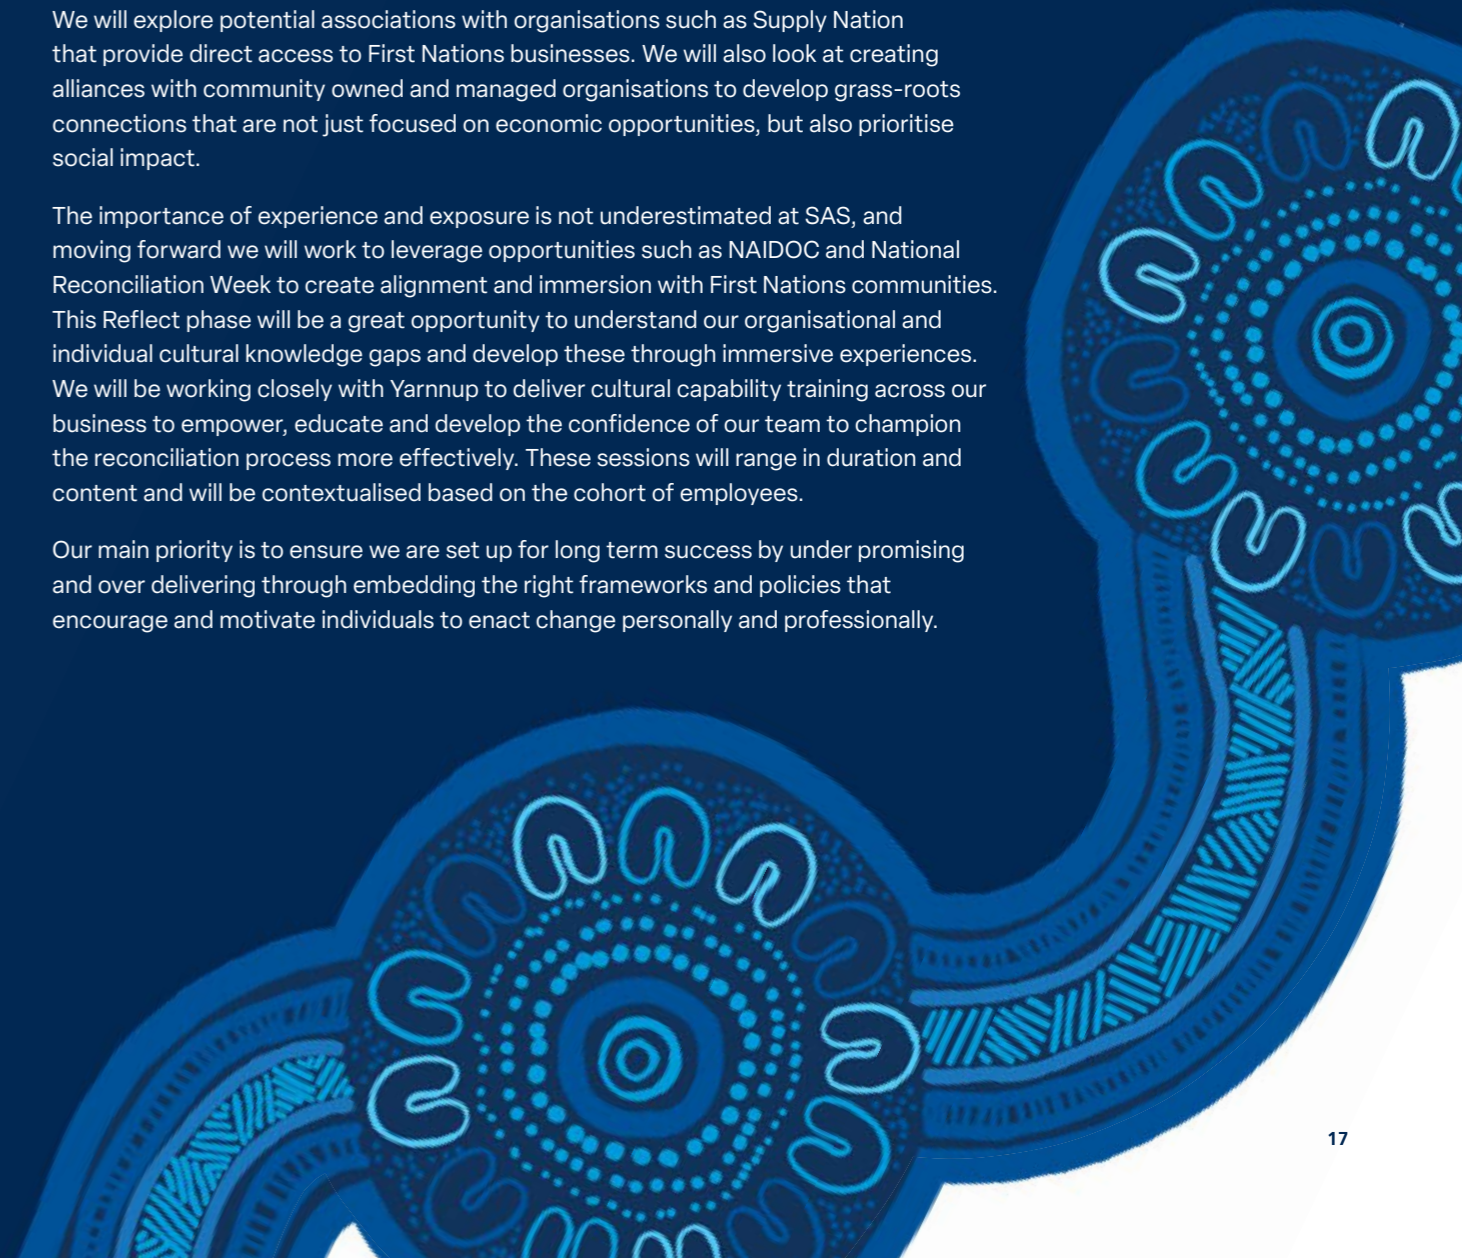 We will explore potential associations with organisations such as Supply Nation
that provide direct access to First Nations businesses. We will also look at creating
alliances with community owned and managed organisations to develop grass-roots
connections that are not just focused on economic opportunities, but also prioritise
social impact.
The importance of experience and exposure is not underestimated at SAS, and
moving forward we will work to leverage opportunities such as NAIDOC and National
Reconciliation Week to create alignment and immersion with First Nations communities.
This Reflect phase will be a great opportunity to understand our organisational and
individual cultural knowledge gaps and develop these through immersive experiences.
We will be working closely with Yarnnup to deliver cultural capability training across our
business to empower, educate and develop the confidence of our team to champion
the reconciliation process more effectively. These sessions will range in duration and
content and will be contextualised based on the cohort of employees.
Our main priority is to ensure we are set up for long term success by under promising
and over delivering through embedding the right frameworks and policies that
encourage and motivate individuals to enact change personally and professionally.
17